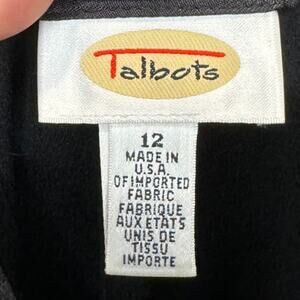 Talbots
12
MADE IN
U.S.A.
OF IMPORTED
FABRIC
FABRIQUE
AUX ETATS
UNIS DE
TISSU
IMPORTE